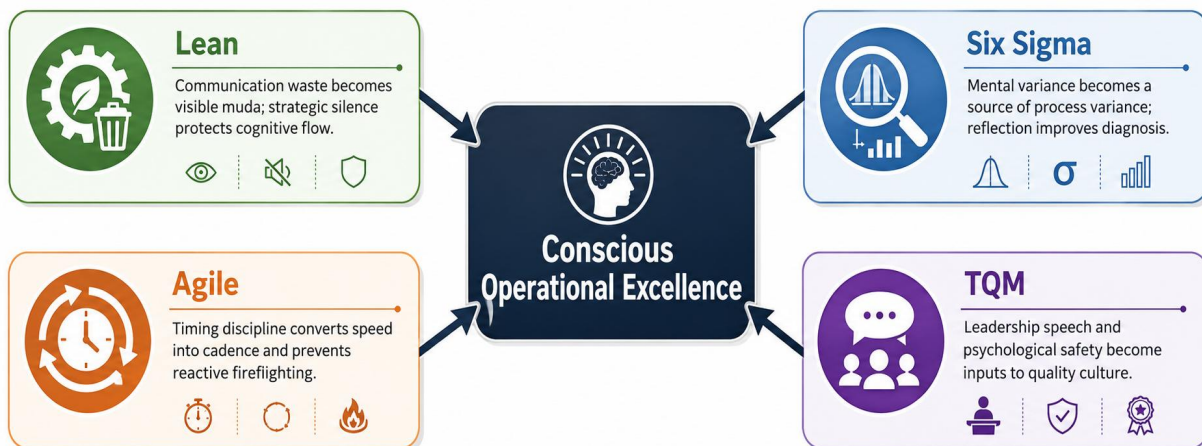 Lean
Communication waste becomes
visible muda; strategic silence
protects cognitive flow.
Six Sigma
Mental variance becomes a
source of process variance;
reflection improves diagnosis.
σ
Conscious
Operational Excellence
Agile
Timing discipline converts speed
into cadence and prevents
reactive fireflighting.
TQM
Leadership speech and
psychological safety become
inputs to quality culture.